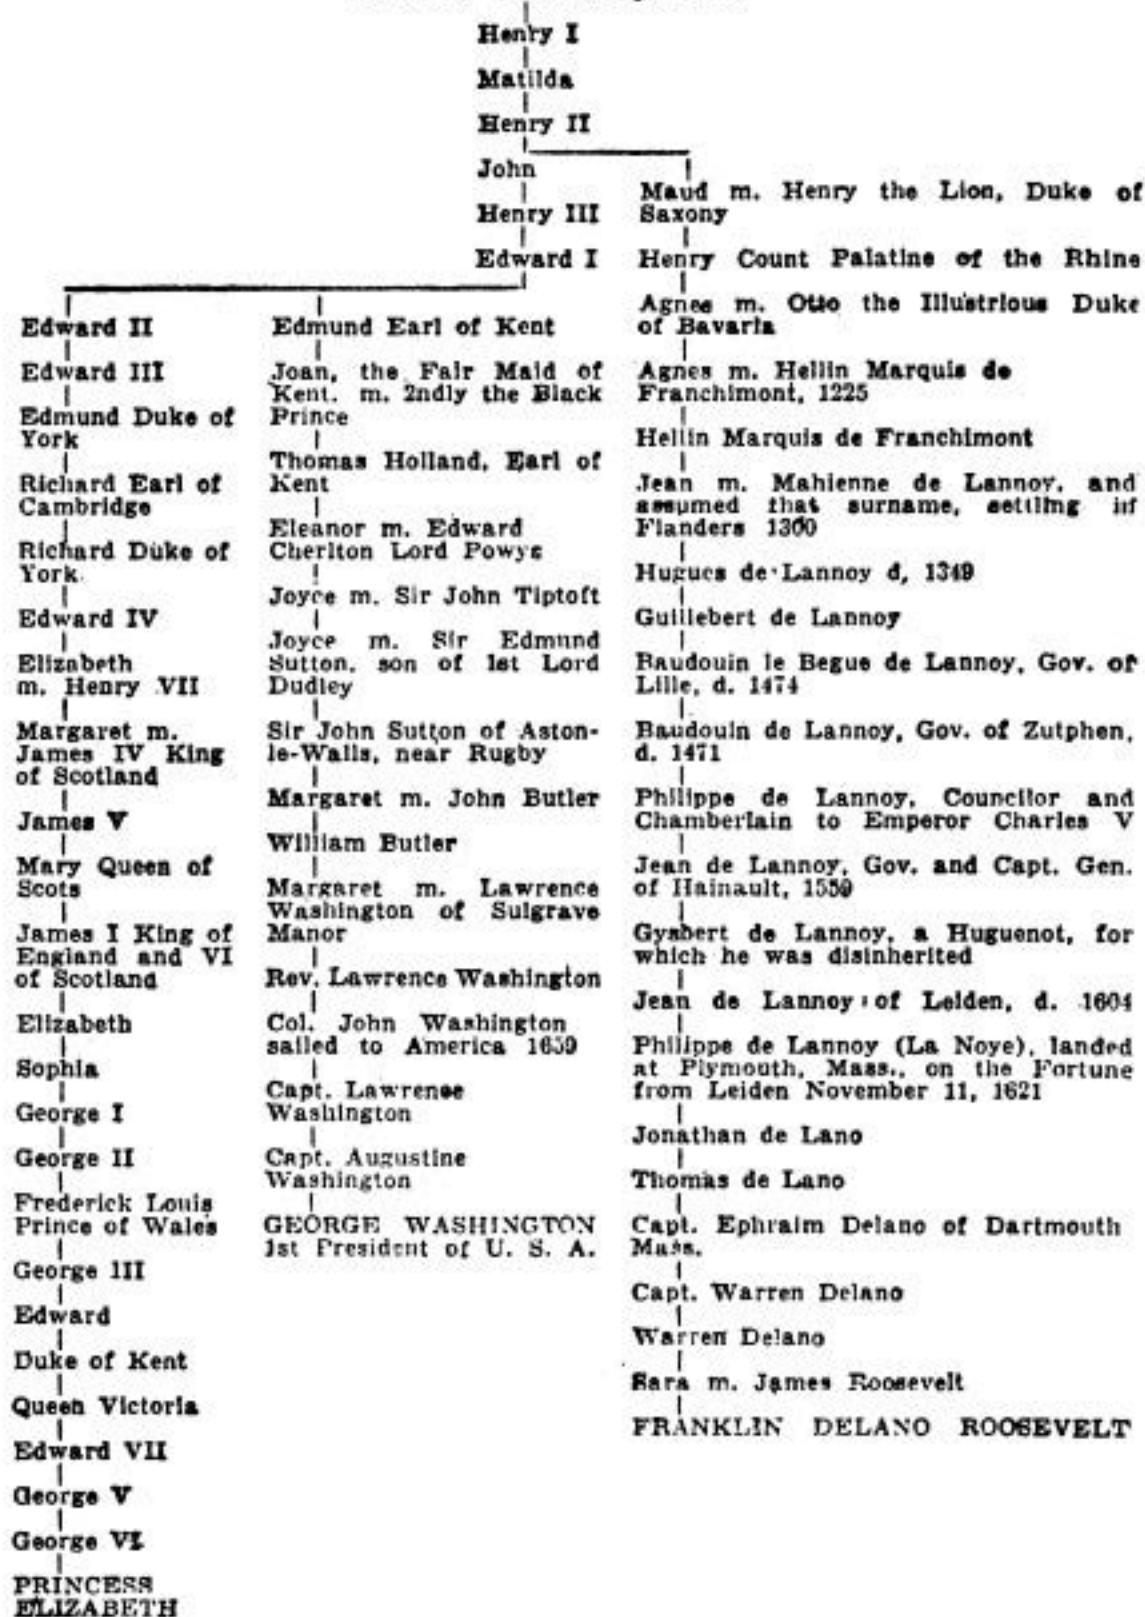 Henry I
Matilda
Henry II
John
Henry III
Edward I
Edward II
Edward III
Edmund Duke of
York
Richard Earl of
Cambridge
Richard Duke of
York
Edward IV
Elizabeth
m. Henry VII
Margaret m.
James IV King
of Scotland
James V
Mary Queen of
Scots
James I King of
England and VI
of Scotland
Elizabeth
Sophia
George I
George II
Frederick Louis
Prince of Wales
George III
Edward
Duke of Kent
Queen Victoria
Edward VII
George V
George VI
PRINCESS
ELIZABETH
Edmund Earl of Kent
Joan, the Fair Maid of
Kent. m. 2ndly the Black
Prince
Thomas Holland, Earl of
Kent
Eleanor m. Edward
Cherlton Lord Powys
Joyce m. Sir John Tiptoft
Joyce m. Sir Edmund
Sutton, son of 1st Lord
Dudley
Sir John Sutton of Aston-
le-Walls, near Rugby
Margaret m. John Butler
William Butler
Margaret m. Lawrence
Washington of Sulgrave
Manor
Rev. Lawrence Washington
Col. John Washington
sailed to America 1659
Capt. Lawrence
Washington
Capt. Augustine
Washington
GEORGE WASHINGTON
1st President of U. S. A.
Maud m. Henry the Lion, Duke of
Saxony
Henry Count Palatine of the Rhine
Agnes m. Otto the Illustrious Duke
of Bavaria
Agnes m. Hellin Marquis de
Franchimont, 1225
Hellin Marquis de Franchimont
Jean m. Mahienne de Lannoy, and
assumed that surname, settling in
Flanders 1300
Hugues de Lannoy d, 1349
Guillebert de Lannoy
Baudouin le Begue de Lannoy, Gov. of
Lille, d. 1474
Baudouin de Lannoy, Gov. of Zutphen,
d. 1471
Philippe de Lannoy, Councilor and
Chamberlain to Emperor Charles V
Jean de Lannoy, Gov. and Capt. Gen.
of Hainault, 1559
Gysbert de Lannoy, a Huguenot, for
which he was disinherited
Jean de Lannoy of Leiden, d. 1604
Philippe de Lannoy (La Noye), landed
at Plymouth, Mass., on the Fortune
from Leiden November 11, 1621
Jonathan de Lano
Thomas de Lano
Capt. Ephraim Delano of Dartmouth
Mass.
Capt. Warren Delano
Warren Delano
Sara m. James Roosevelt
FRANKLIN DELANO ROOSEVELT